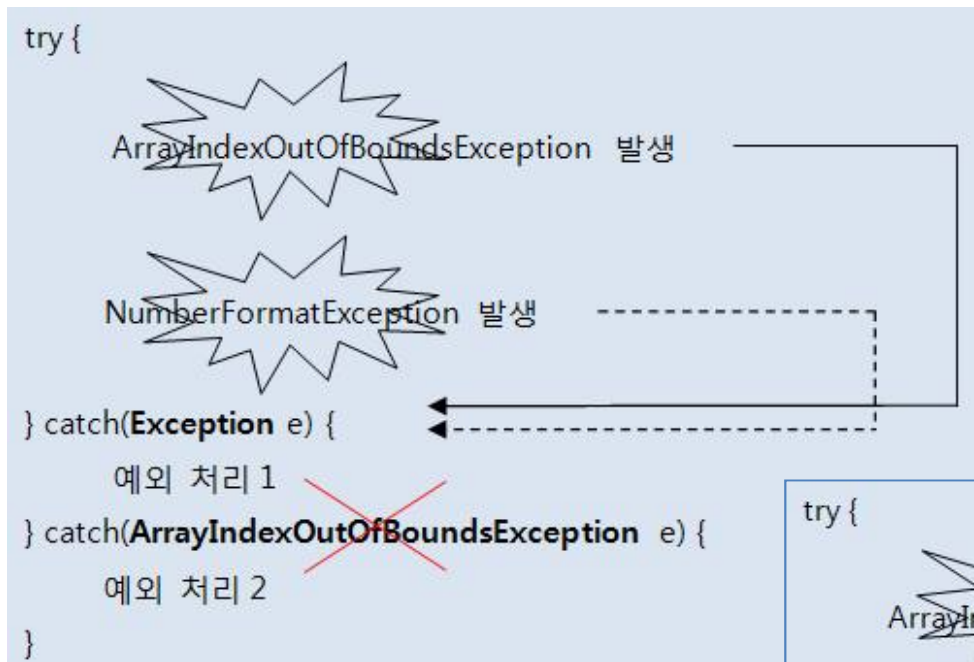 try {
ArrayIndexOutOfBoundsException 발생
NumberFormatException 발생
} catch(Exception e) {
예외 처리 1
} catch(ArrayIndexOutOfBoundsException e) {
예외 처리 2
}
try {